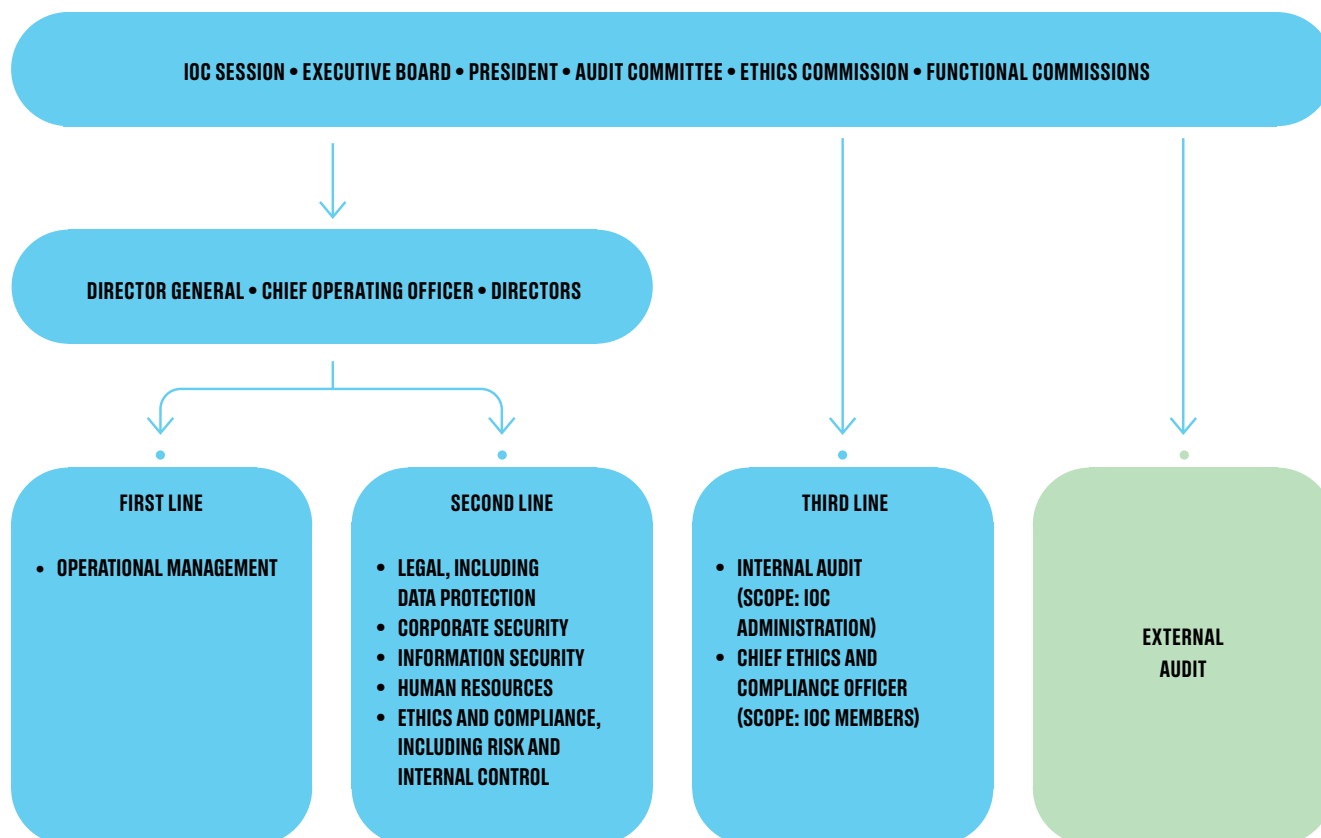 IOC SESSION • EXECUTIVE BOARD • PRESIDENT • AUDIT COMMITTEE • ETHICS COMMISSION • FUNCTIONAL COMMISSIONS
DIRECTOR GENERAL • CHIEF OPERATING OFFICER • DIRECTORS
FIRST LINE
• OPERATIONAL MANAGEMENT
SECOND LINE
• LEGAL, INCLUDING
DATA PROTECTION
• CORPORATE SECURITY
• INFORMATION SECURITY
• HUMAN RESOURCES
• ETHICS AND COMPLIANCE,
INCLUDING RISK AND
INTERNAL CONTROL
THIRD LINE
• INTERNAL AUDIT
(SCOPE: IOC
ADMINISTRATION)
• CHIEF ETHICS AND
COMPLIANCE OFFICER
(SCOPE: IOC MEMBERS)
EXTERNAL
AUDIT